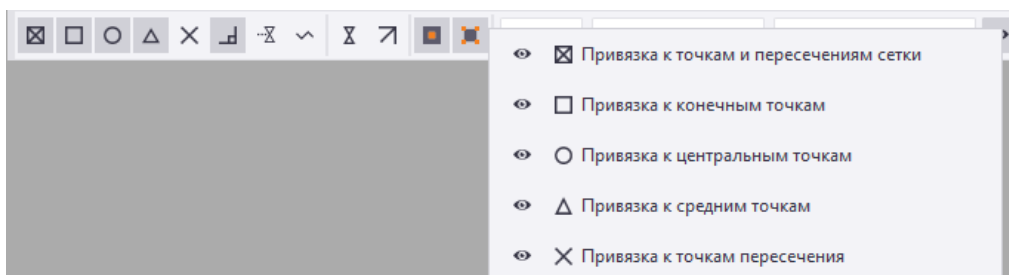 Привязка к точкам и пересечениям сетки
Привязка к конечным точкам
Привязка к центральным точкам
Привязка к средним точкам
Привязка к точкам пересечения